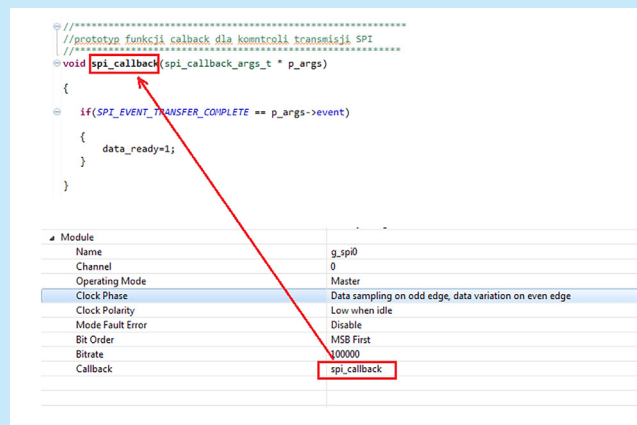 //************************************************************
//prototyp funkcji calback dla komntroli transmisji SPI
//***********************************************************
void spi_callback(spi_callback_args_t * p_args)
{
if(SPI_EVENT_TRANSFER_COMPLETE == p_args->event)
{
data_ready=1;
}
}
Module
Name g_spi0
Channel 0
Operating Mode Master
Clock Phase Data sampling on odd edge, data variation on even edge
Clock Polarity Low when idle
Mode Fault Error Disable
Bit Order MSB First
Bitrate 100000
Callback spi_callback